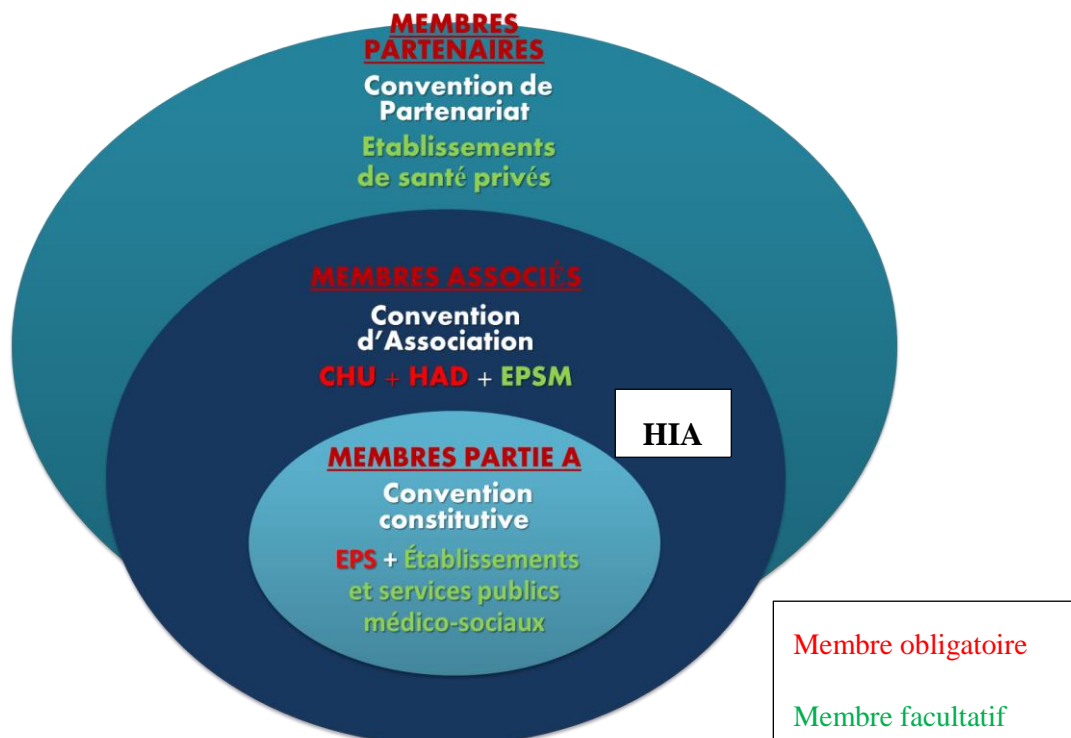 MEMBRES
PARTENAIRES
Convention de
Partenariat
Etablissements
de santé privés
MEMBRES ASSOCIÉS
Convention
d'Association
CHU + HAD + EPSM
HIA
MEMBRES PARTIE A
Convention
constitutive
EPS + Établissements
et services publics
médico-sociaux
Membre obligatoire
Membre facultatif